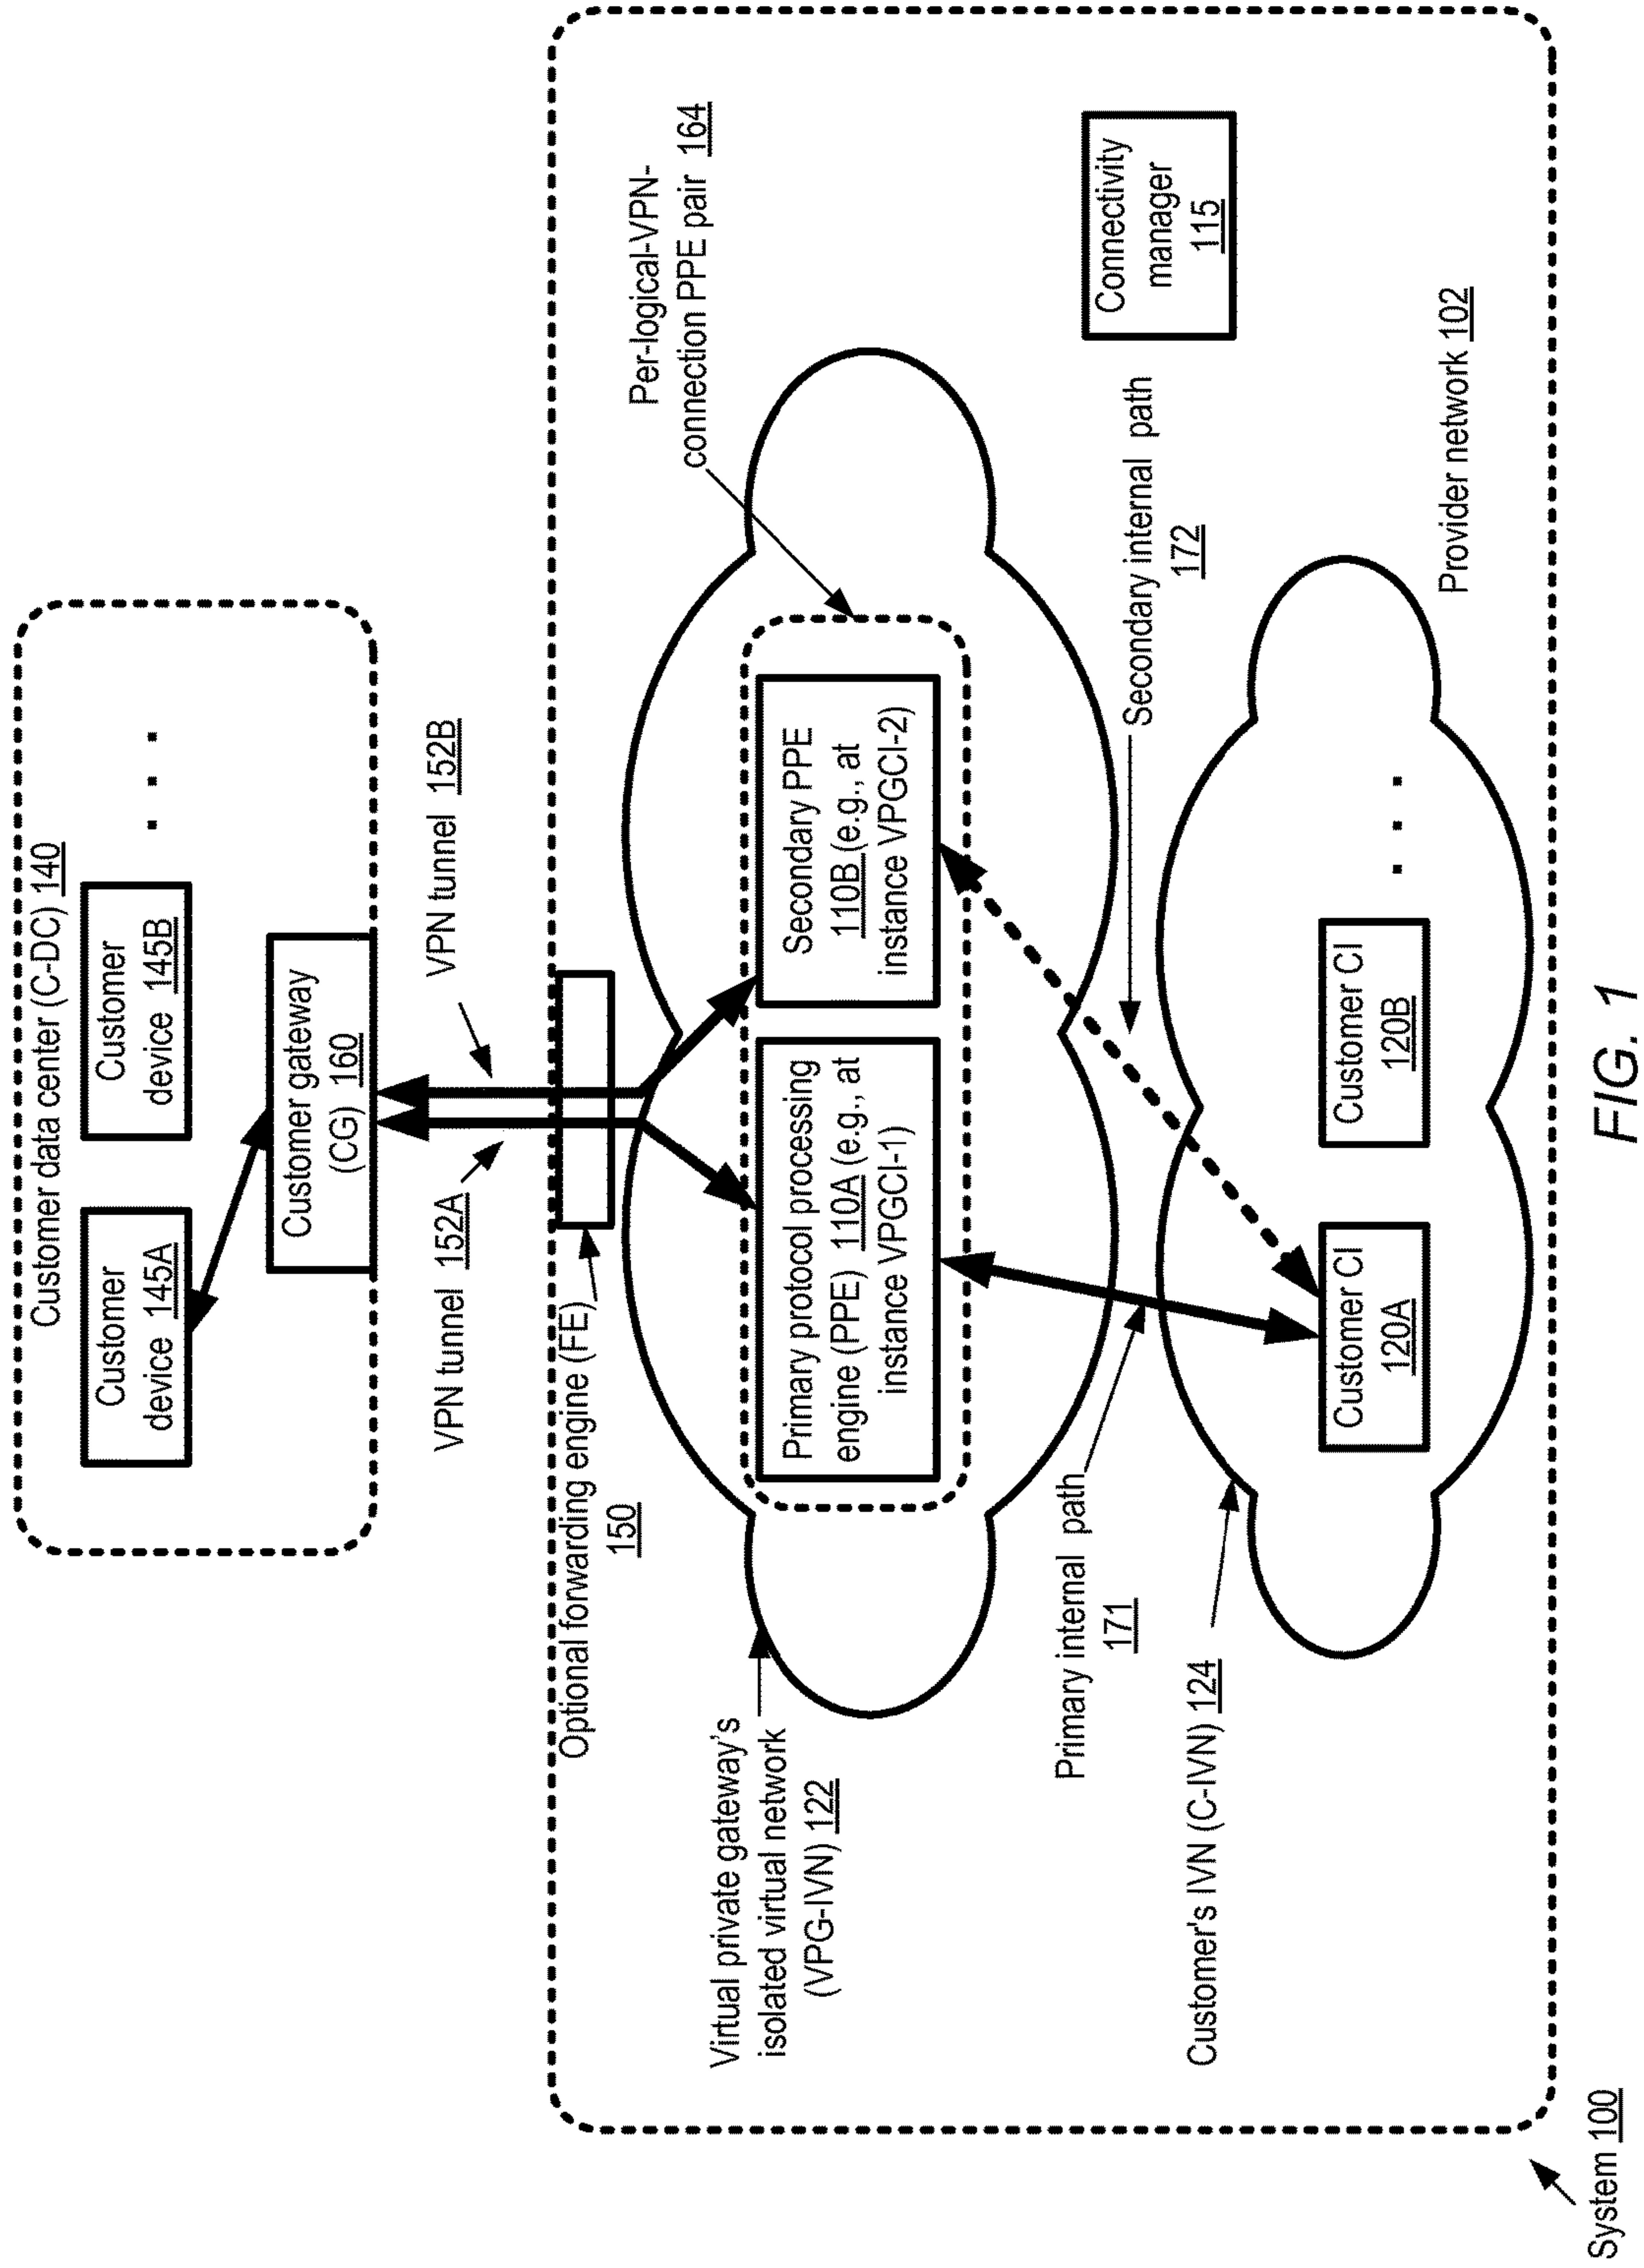 Customer data center (C-DC) 140
Customer
device 145A
Customer
device 145B
. . .
Customer gateway
(CG) 160
VPN tunnel 152A
VPN tunnel 152B
Optional forwarding engine (FE)
150
Per-logical-VPN-
connection PPE pair 164
Virtual private gateway’s
isolated virtual network
(VPG-IVN) 122
Primary protocol processing
engine (PPE) 110A (e.g., at
instance VPGCI-1)
Secondary PPE
110B (e.g., at
instance VPGCI-2)
Primary internal path
171
Secondary internal path
172
Connectivity
manager
115
Customer's IVN (C-IVN) 124
Customer CI
120A
Customer CI
120B
. . .
Provider network 102
System 100
FIG. 1